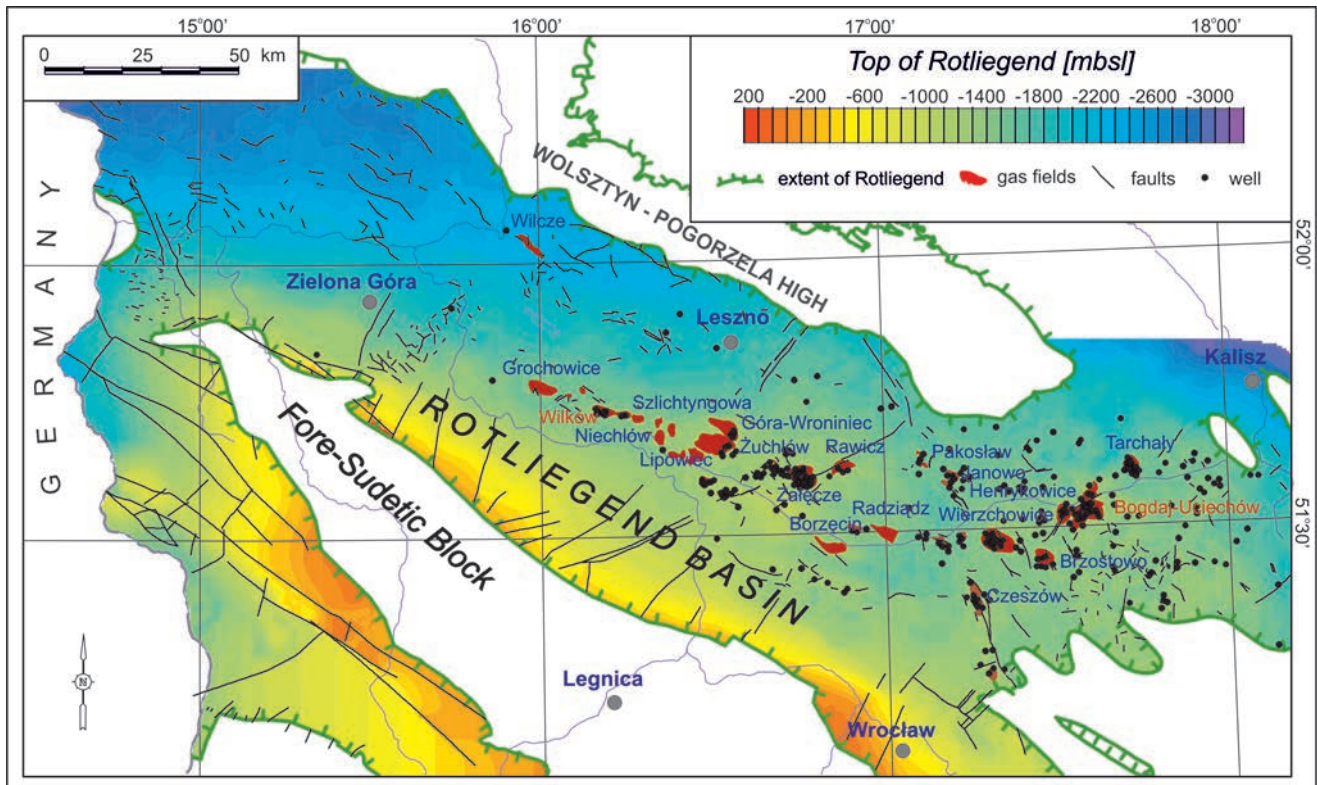 15°00'
16°00'
17°00'
18°00'
0 25 50 km
Top of Rotliegend [mbsl]
200 -200 -600 -1000 -1400 -1800 -2200 -2600 -3000
extent of Rotliegend gas fields faults well
GERMANY
WOLSZTYN - POGORZELA HIGH
52°00'
Wilcze
Zielona Góra
Leszno
Kalisz
Grochowice
Wilków
Szlichtyngowa
Niechlów
Góra-Wroniniec
Żuchlów
Lipowiec
Rawicz
Załęcze
Pakosław
Janowo
Tarchały
Henrykowice
Radziądz
Wierzchowice
Bogdaj-Uciechów
Borzęcin
51°30'
Brzostowo
Czeszów
ROTLIEGEND BASIN
Fore-Sudetic Block
Legnica
Wrocław
N